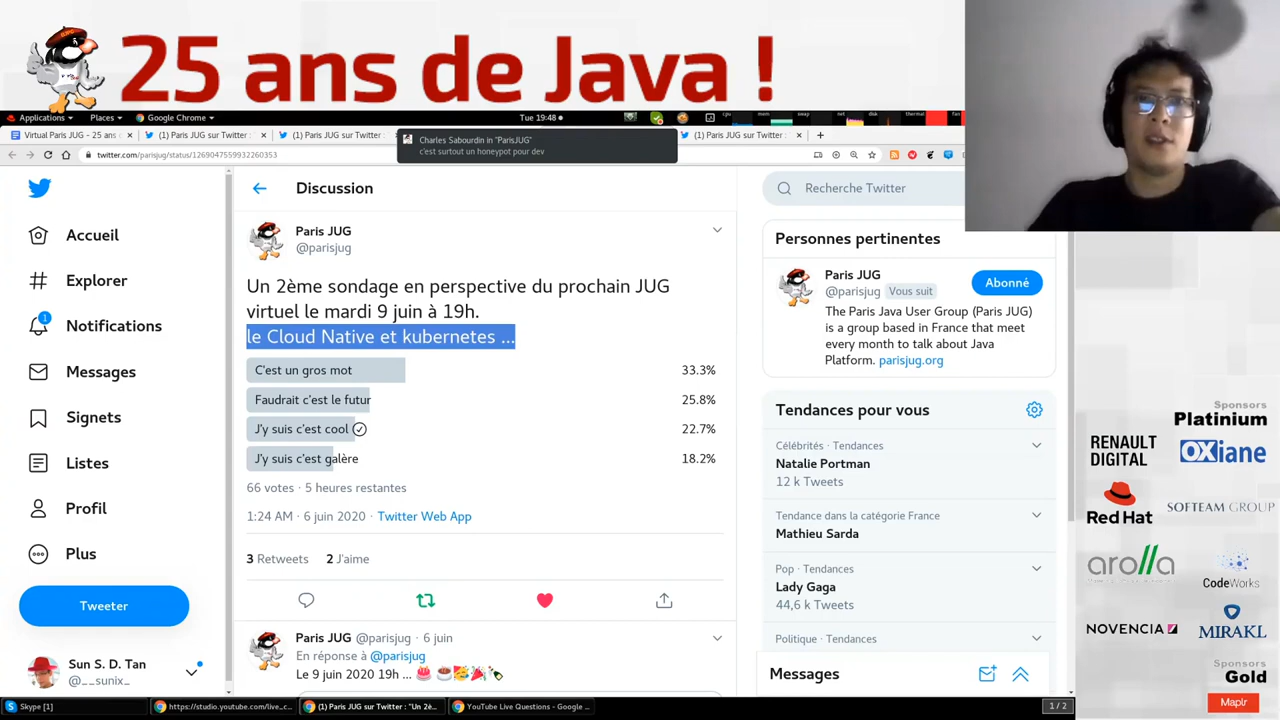 25 ans de Java !
Applications
Places
Google Chrome
Tue 19:48
Virtual Paris JUG - 25 ans
(1) Paris JUG sur Twitter :
(1) Paris JUG sur Twitter :
(1) Paris JUG sur Twitter :
Charles Sabourdin in "ParisJUG"
c'est surtout un honeypot pour dev
twitter.com/parisjug/status/1269047559932260353
Accueil
Explorer
1
Notifications
Messages
Signets
Listes
Profil
Plus
Tweeter
Sun S. D. Tan
@__sunix_
Discussion
Paris JUG
@parisjug
Un 2ème sondage en perspective du prochain JUG
virtuel le mardi 9 juin à 19h.
le Cloud Native et kubernetes ...
C'est un gros mot 33.3%
Faudrait c'est le futur 25.8%
J'y suis c'est cool 22.7%
J'y suis c'est galère 18.2%
66 votes · 5 heures restantes
1:24 AM · 6 juin 2020 · Twitter Web App
3 Retweets 2 J'aime
Paris JUG @parisjug · 6 juin
En réponse à @parisjug
Le 9 juin 2020 19h ...
Recherche Twitter
Personnes pertinentes
Paris JUG
@parisjug Vous suit
Abonné
The Paris Java User Group (Paris JUG)
is a group based in France that meet
every month to talk about Java
Platform. parisjug.org
Tendances pour vous
Célébrités · Tendances
Natalie Portman
12 k Tweets
Tendance dans la catégorie France
Mathieu Sarda
Pop · Tendances
Lady Gaga
44,6 k Tweets
Politique · Tendances
Messages
Sponsors
Platinium
RENAULT
DIGITAL
OXiane
Red Hat
SOFTEAM GROUP
arolla
CodeWorks
NOVENCIA
MIRAKL
Sponsors
Gold
Maplr
Skype [1]
https://studio.youtube.com/live_c...
(1) Paris JUG sur Twitter : "Un 2è...
YouTube Live Questions - Google ...
1 / 2